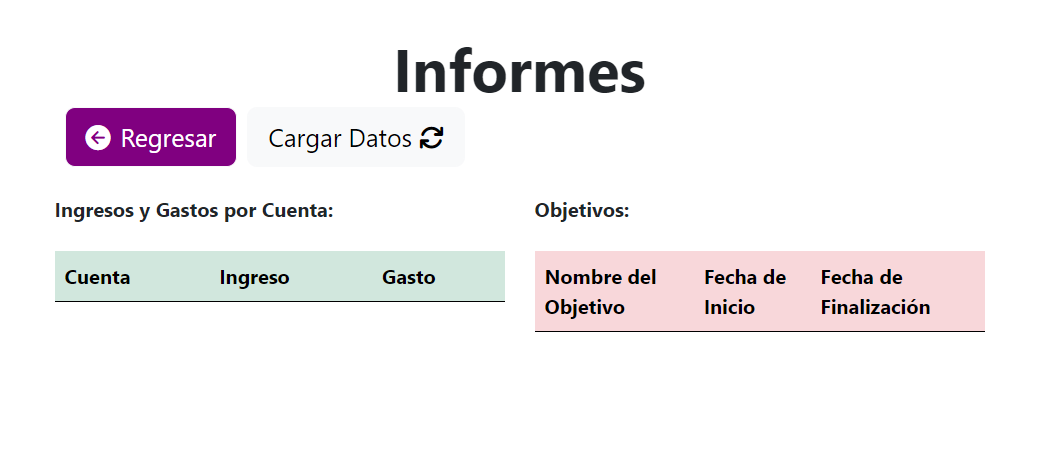 Informes
Regresar
Cargar Datos
Ingresos y Gastos por Cuenta:
Cuenta Ingreso Gasto
Objetivos:
Nombre del Objetivo Fecha de Inicio Fecha de Finalización